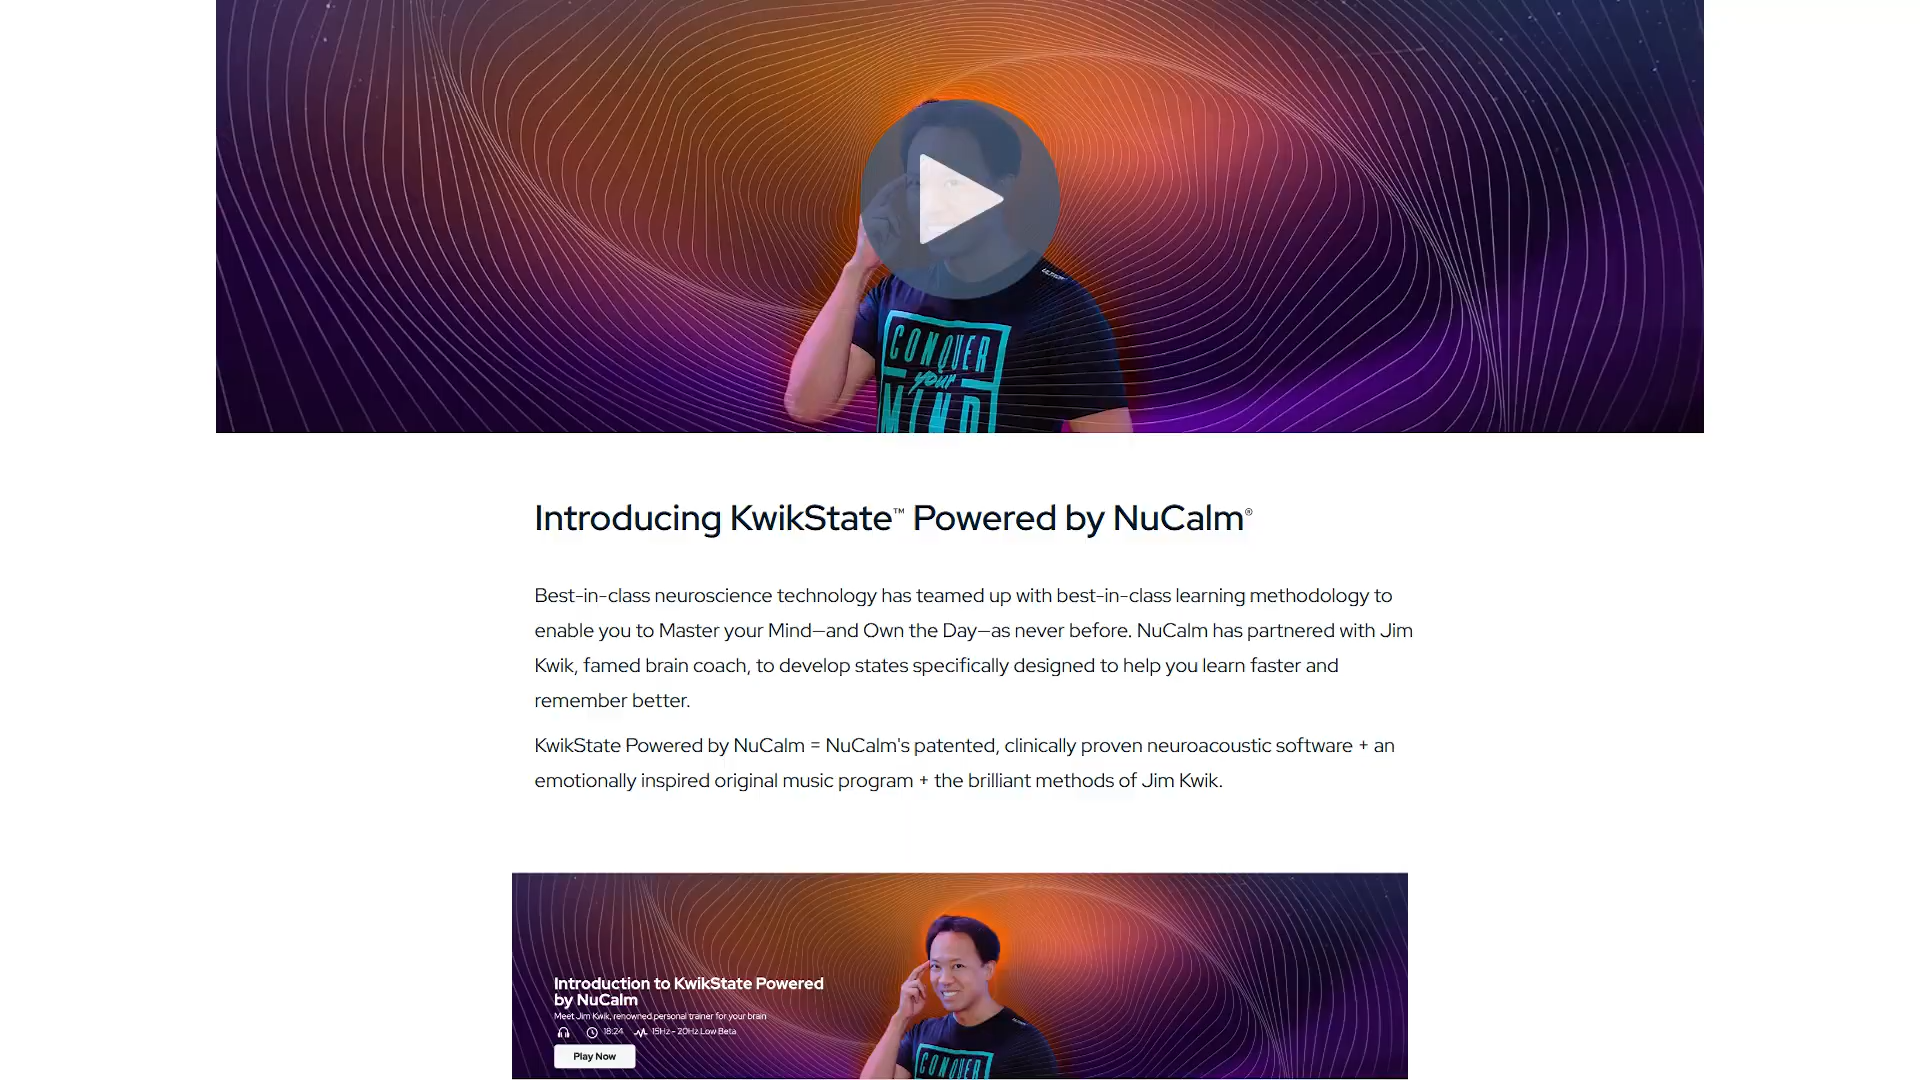 CONQUER
your
MIND
Introducing KwikState™ Powered by NuCalm®
Best-in-class neuroscience technology has teamed up with best-in-class learning methodology to
enable you to Master your Mind—and Own the Day—as never before. NuCalm has partnered with Jim
Kwik, famed brain coach, to develop states specifically designed to help you learn faster and
remember better.
KwikState Powered by NuCalm = NuCalm's patented, clinically proven neuroacoustic software + an
emotionally inspired original music program + the brilliant methods of Jim Kwik.
Introduction to KwikState Powered
by NuCalm
Meet Jim Kwik, renowned personal trainer for your brain
18:24 15Hz - 20Hz Low Beta
Play Now
CONQUER